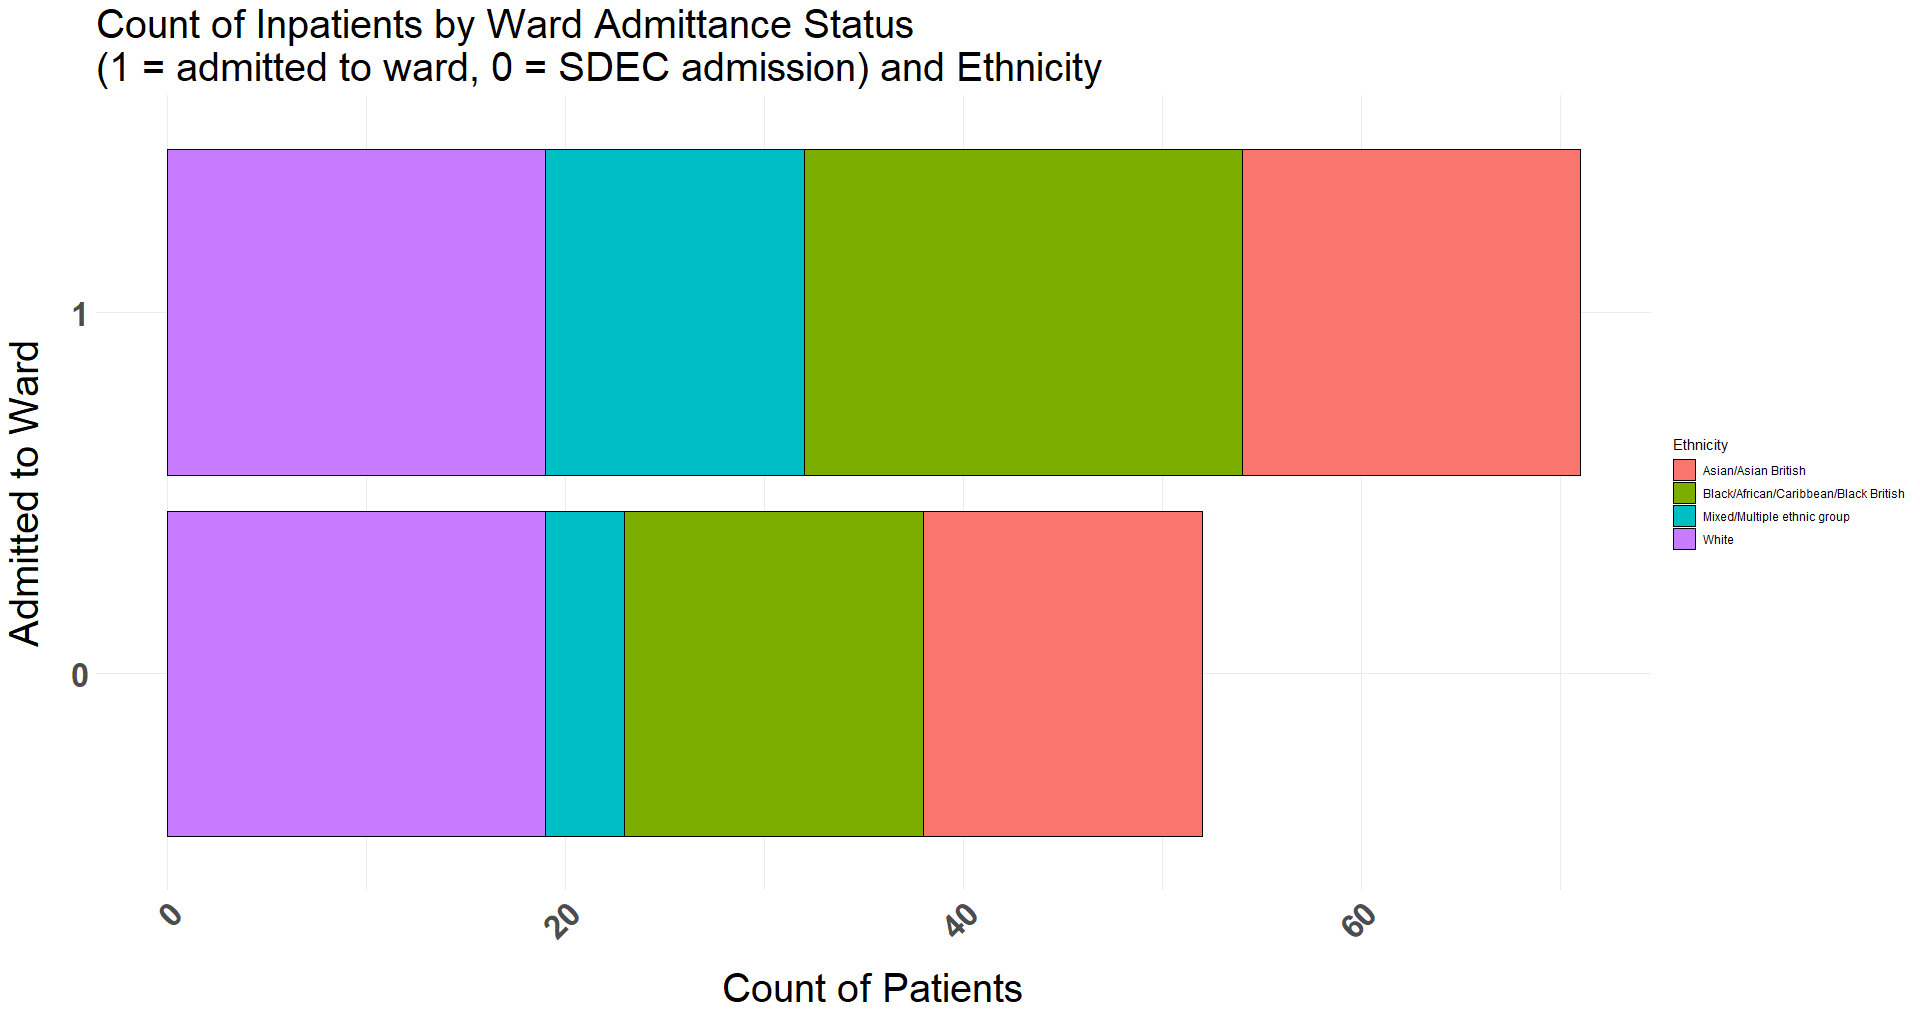 Count of Inpatients by Ward Admittance Status
(1 = admitted to ward, 0 = SDEC admission) and Ethnicity
Admitted to Ward
1
0
0
20
40
60
Count of Patients
Ethnicity
Asian/Asian British
Black/African/Caribbean/Black British
Mixed/Multiple ethnic group
White